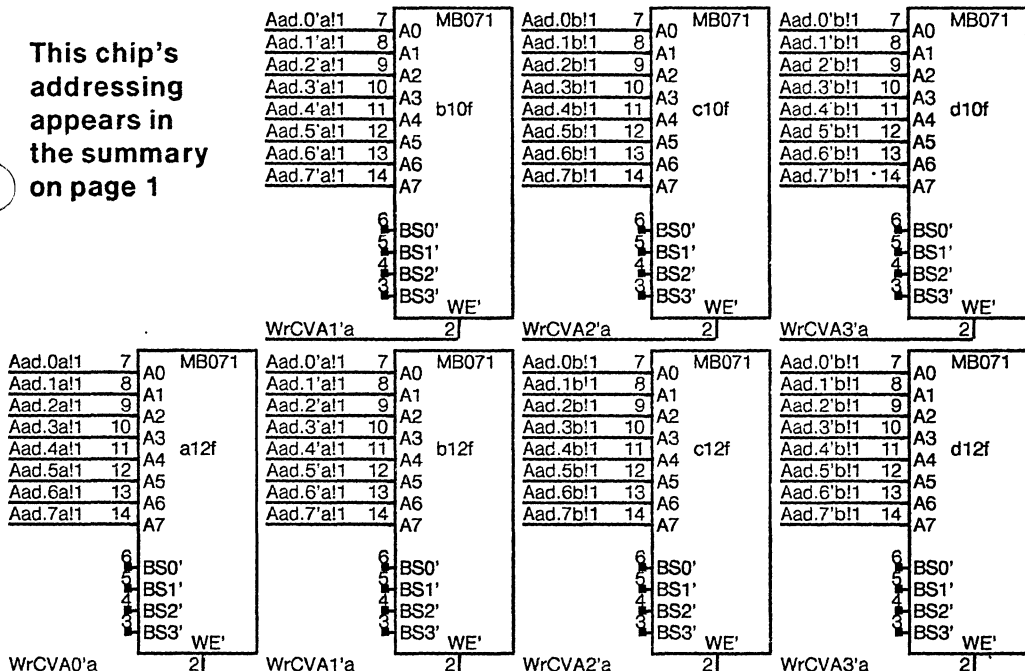 This chip's
addressing
appears in
the summary
on page 1
Aad.0'a!1 7 A0 MB071
Aad.1'a!1 8 A1
Aad.2'a!1 9 A2
Aad.3'a!1 10 A3
Aad.4'a!1 11 A4 b10f
Aad.5'a!1 12 A5
Aad.6'a!1 13 A6
Aad.7'a!1 14 A7
6 BS0'
5 BS1'
4 BS2'
3 BS3'
WE'
WrCVA1'a 2
Aad.0b!1 7 A0 MB071
Aad.1b!1 8 A1
Aad.2b!1 9 A2
Aad.3b!1 10 A3
Aad.4b!1 11 A4 c10f
Aad.5b!1 12 A5
Aad.6b!1 13 A6
Aad.7b!1 14 A7
6 BS0'
5 BS1'
4 BS2'
3 BS3'
WE'
WrCVA2'a 2
Aad.0'b!1 7 A0 MB071
Aad.1'b!1 8 A1
Aad 2'b!1 9 A2
Aad.3'b!1 10 A3
Aad.4'b!1 11 A4 d10f
Aad 5'b!1 12 A5
Aad.6'b!1 13 A6
Aad.7'b!1 14 A7
6 BS0'
5 BS1'
4 BS2'
3 BS3'
WE'
WrCVA3'a 2
Aad.0a!1 7 A0 MB071
Aad.1a!1 8 A1
Aad.2a!1 9 A2
Aad.3a!1 10 A3
Aad.4a!1 11 A4 a12f
Aad.5a!1 12 A5
Aad.6a!1 13 A6
Aad.7a!1 14 A7
6 BS0'
5 BS1'
4 BS2'
3 BS3'
WE'
WrCVA0'a 2
Aad.0'a!1 7 A0 MB071
Aad.1'a!1 8 A1
Aad.2'a!1 9 A2
Aad.3'a!1 10 A3
Aad.4'a!1 11 A4 b12f
Aad.5'a!1 12 A5
Aad.6'a!1 13 A6
Aad.7'a!1 14 A7
6 BS0'
5 BS1'
4 BS2'
3 BS3'
WE'
WrCVA1'a 2
Aad.0b!1 7 A0 MB071
Aad.1b!1 8 A1
Aad.2b!1 9 A2
Aad.3b!1 10 A3
Aad.4b!1 11 A4 c12f
Aad.5b!1 12 A5
Aad.6b!1 13 A6
Aad.7b!1 14 A7
6 BS0'
5 BS1'
4 BS2'
3 BS3'
WE'
WrCVA2'a 2
Aad.0'b!1 7 A0 MB071
Aad.1'b!1 8 A1
Aad.2'b!1 9 A2
Aad.3'b!1 10 A3
Aad.4'b!1 11 A4 d12f
Aad.5'b!1 12 A5
Aad.6'b!1 13 A6
Aad.7'b!1 14 A7
6 BS0'
5 BS1'
4 BS2'
3 BS3'
WE'
WrCVA3'a 2